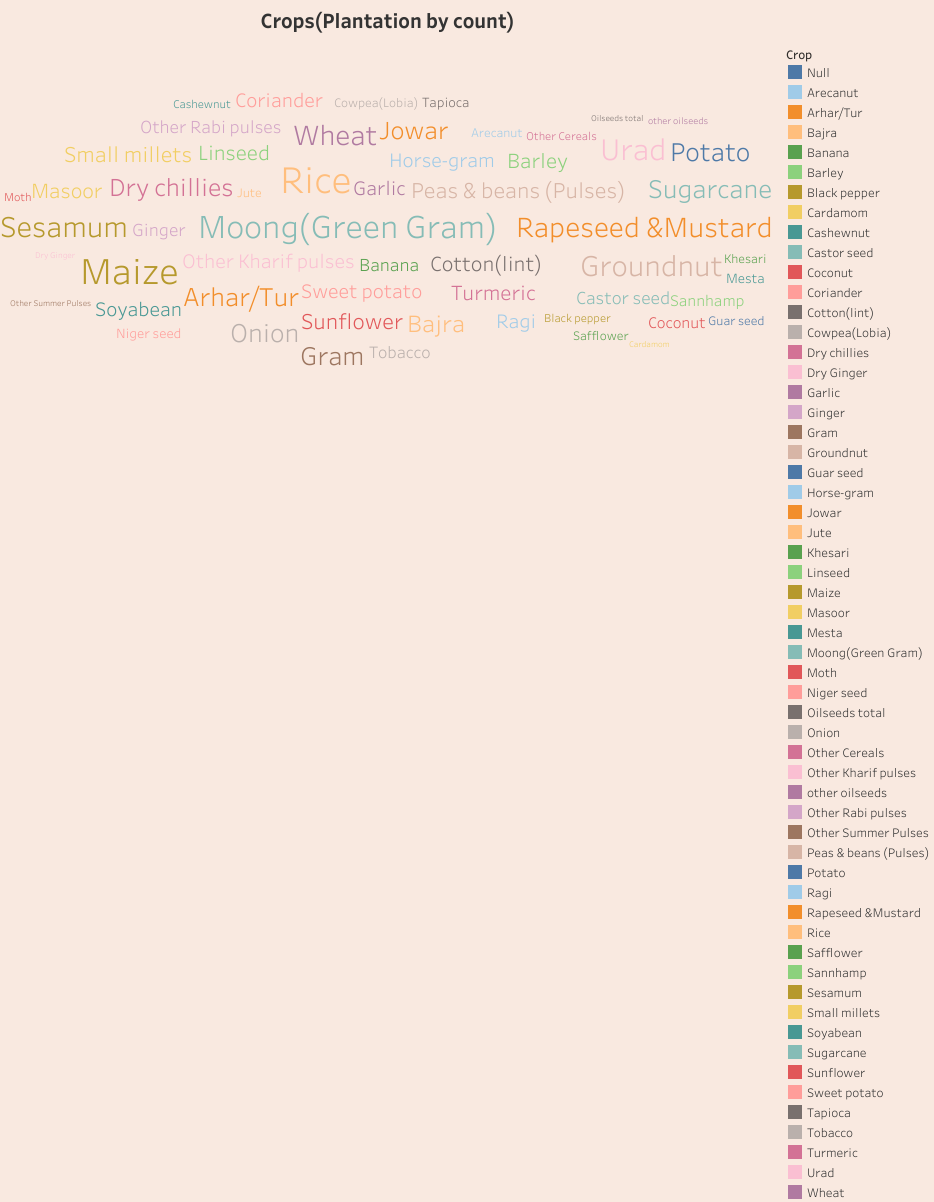 Crops(Plantation by count)
Cashewnut Coriander Cowpea(Lobia) Tapioca
Other Rabi pulses Wheat Jowar Arecanut Other Cereals Oilseeds total other oilseeds
Small millets Linseed Horse-gram Barley Urad Potato
Moth Masoor Dry chillies Jute Rice Garlic Peas & beans (Pulses) Sugarcane
Sesamum Ginger Moong(Green Gram) Rapeseed &Mustard
Dry Ginger Maize Other Kharif pulses Banana Cotton(lint) Groundnut Khesari
Mesta
Other Summer Pulses Soyabean Arhar/Tur Sweet potato Turmeric Castor seed Sannhamp
Niger seed Onion Sunflower Bajra Ragi Black pepper Safflower Coconut Guar seed
Cardamom
Gram Tobacco
Crop
Null
Arecanut
Arhar/Tur
Bajra
Banana
Barley
Black pepper
Cardamom
Cashewnut
Castor seed
Coconut
Coriander
Cotton(lint)
Cowpea(Lobia)
Dry chillies
Dry Ginger
Garlic
Ginger
Gram
Groundnut
Guar seed
Horse-gram
Jowar
Jute
Khesari
Linseed
Maize
Masoor
Mesta
Moong(Green Gram)
Moth
Niger seed
Oilseeds total
Onion
Other Cereals
Other Kharif pulses
other oilseeds
Other Rabi pulses
Other Summer Pulses
Peas & beans (Pulses)
Potato
Ragi
Rapeseed &Mustard
Rice
Safflower
Sannhamp
Sesamum
Small millets
Soyabean
Sugarcane
Sunflower
Sweet potato
Tapioca
Tobacco
Turmeric
Urad
Wheat